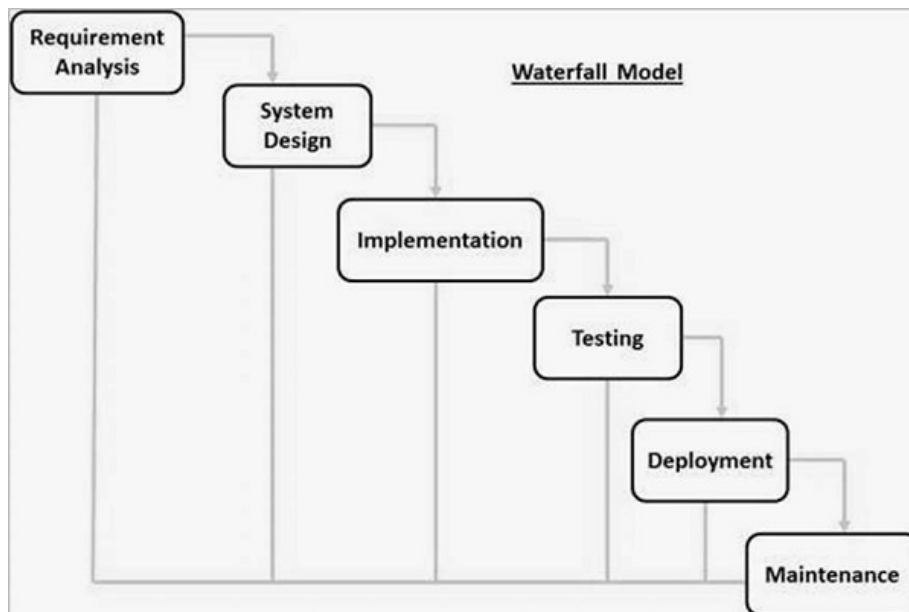 Requirement
Analysis
Waterfall Model
System
Design
Implementation
Testing
Deployment
Maintenance